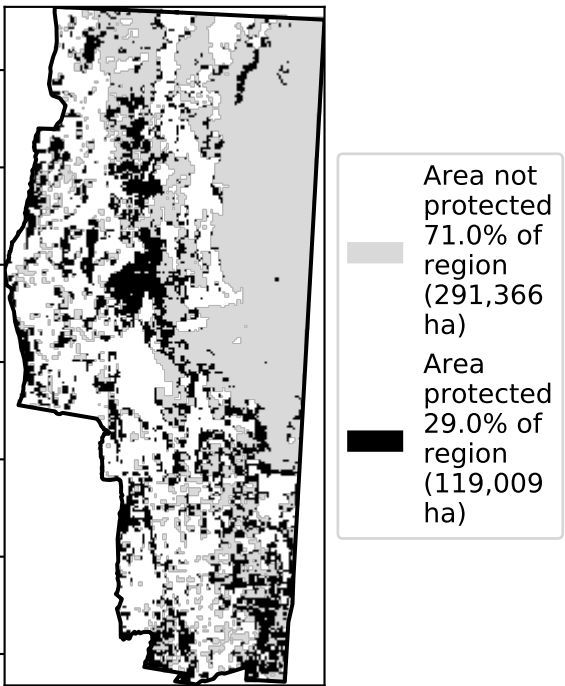 Area not
protected
71.0% of
region
(291,366
ha)
Area
protected
29.0% of
region
(119,009
ha)